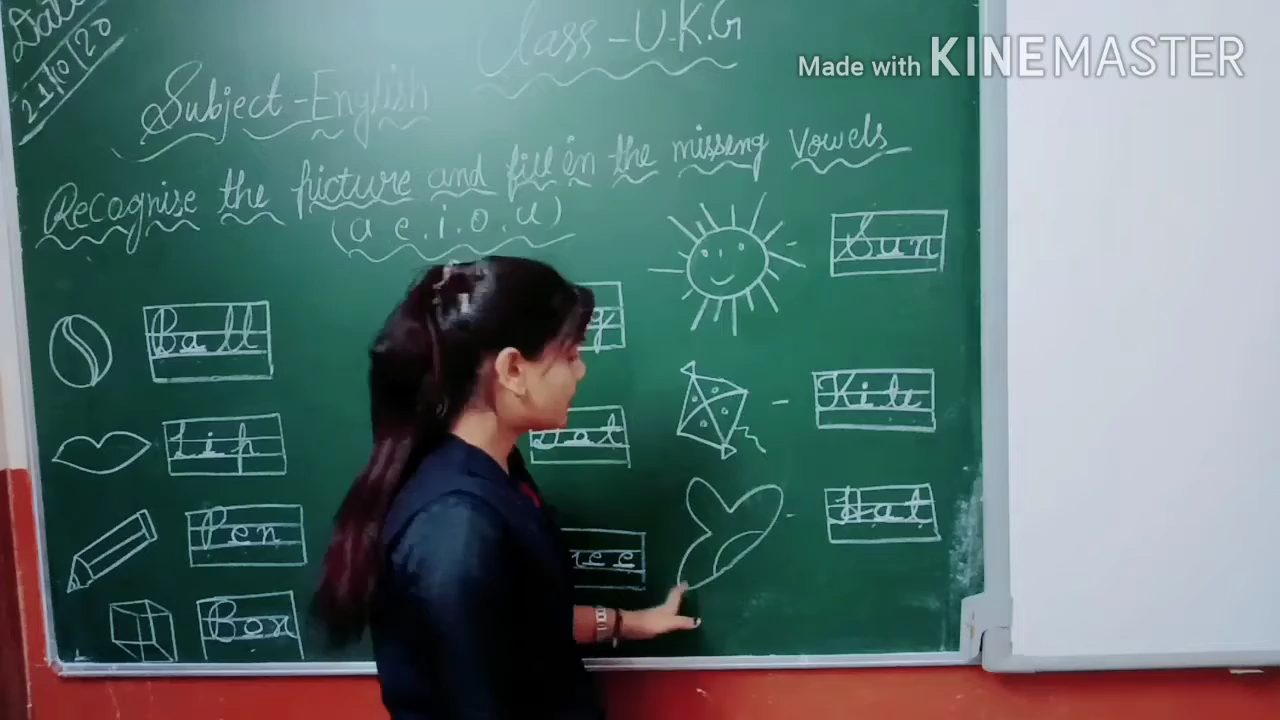 Date
21/10/20
Class - U.K.G
Made with KINEMASTER
Subject - English
Recognise the picture and fill in the missing Vowels
(a e. i. o. u)
Sun
Ball
Kite
Lip
Hat
Pen
Box